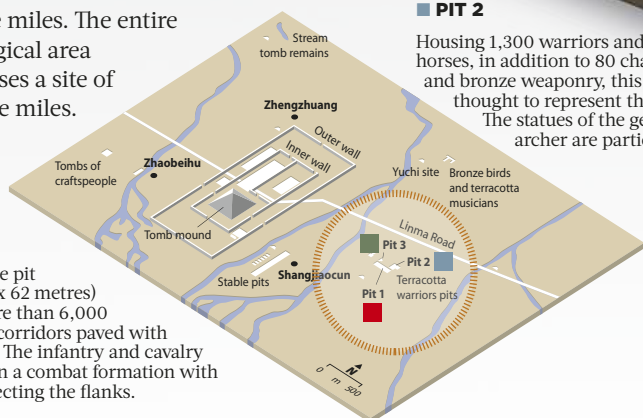 e miles. The entire
gical area
ses a site of
e miles.
PIT 2
Housing 1,300 warriors and
horses, in addition to 80 cha
and bronze weaponry, this
thought to represent th
The statues of the ge
archer are partic
Stream
tomb remains
Zhengzhuang
Outer wall
Inner wall
Tombs of
craftspeople
Zhaobeihu
Yuchi site
Bronze birds
and terracotta
musicians
Tomb mound
Linma Road
Pit 3
Pit 2
Stable pits
Shangjiaocun
Pit 1
Terracotta
warriors pits
e pit
x 62 metres)
re than 6,000
corridors paved with
The infantry and cavalry
n a combat formation with
ecting the flanks.
N
0 m 500